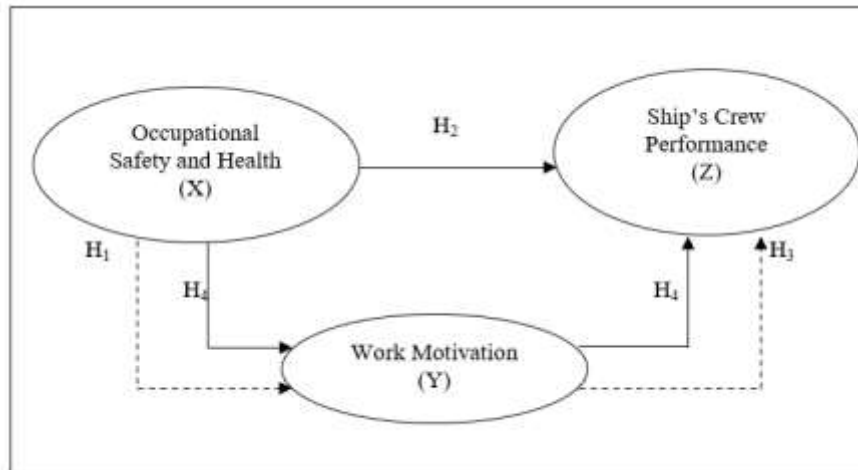 Occupational
Safety and Health
(X)
H₂
Ship's Crew
Performance
(Z)
H₁
H₄
H₄
H₃
Work Motivation
(Y)